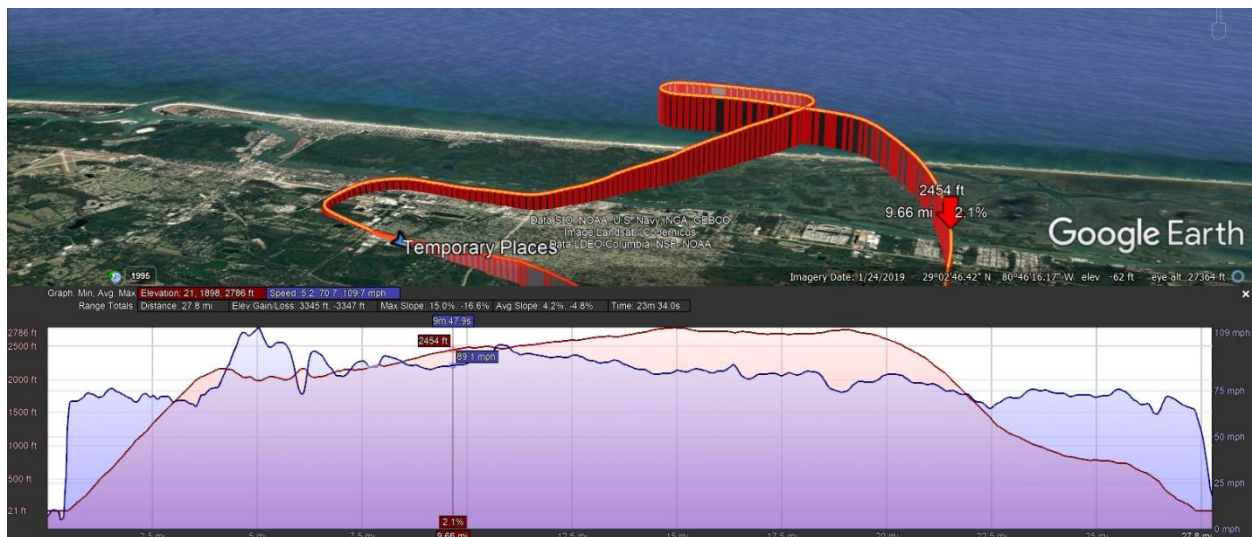 2454 ft
9.66 mi 2.1%
Data SIO, NOAA, U.S. Navy, NGA, GEBCO
Image Landsat / Copernicus
Data LDEO-Columbia, NSF, NOAA
Temporary Places
Google Earth
1995
Imagery Date: 1/24/2019 29°02'46.42" N 80°46'16.17" W elev -62 ft eye alt 27364 ft
Graph: Min, Avg, Max Elevation: 21, 1898, 2786 ft Speed: 5.2, 70.7, 109.7 mph
Range Totals: Distance: 27.8 mi Elev Gain/Loss: 3345 ft, -3347 ft Max Slope: 15.0%, -16.6% Avg Slope: 4.2%, -4.8% Time: 23m 34.0s
9m 47.9s
2786 ft 109 mph
2454 ft
2500 ft
89.1 mph
2000 ft
75 mph
1500 ft
1000 ft 50 mph
500 ft
25 mph
21 ft
2.1%
0 mph
2.5 mi 5 mi 7.5 mi 9.66 mi 12.5 mi 15 mi 17.5 mi 20 mi 22.5 mi 25 mi 27.8 mi